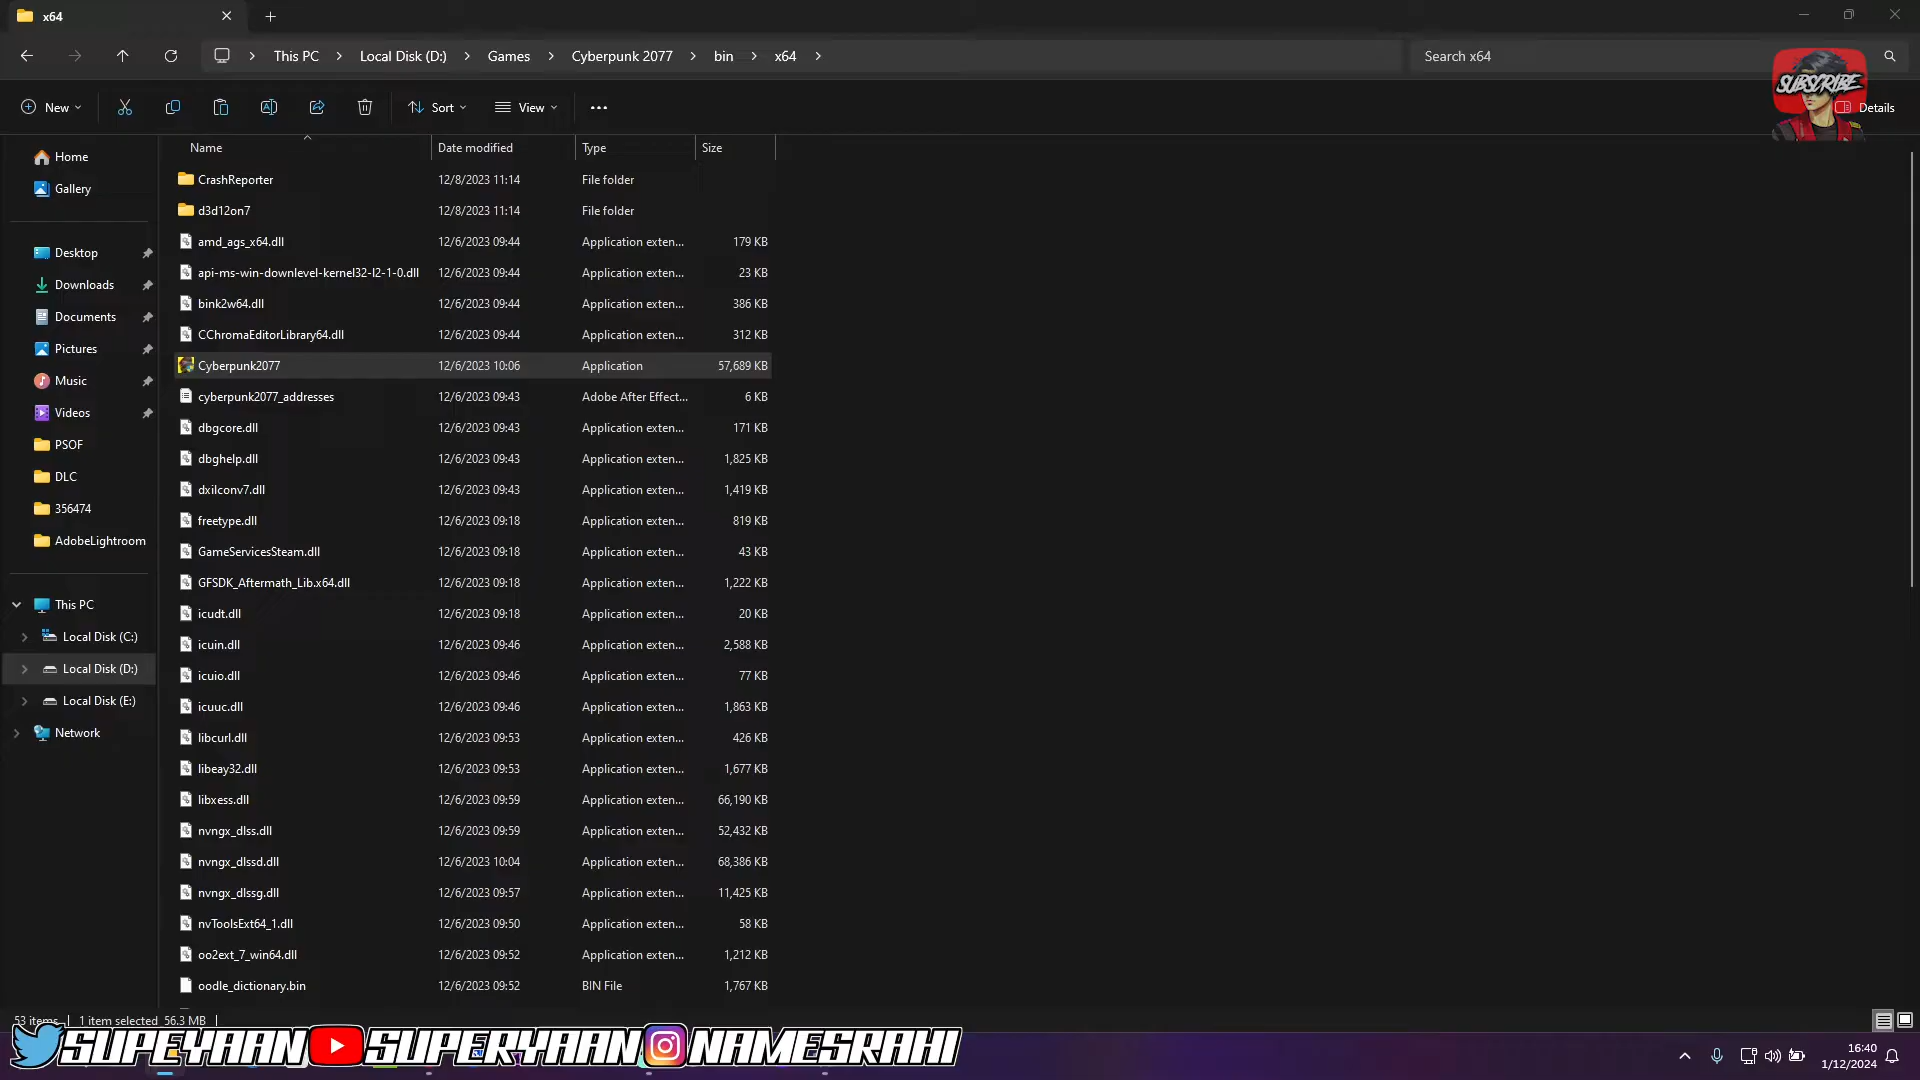 x64
This PC Local Disk (D:) Games Cyberpunk 2077 bin x64 Search x64
SUBSCRIBE
New Sort View Details
Name Date modified Type Size
Home
Gallery
Desktop
Downloads
Documents
Pictures
Music
Videos
PSOF
DLC
356474
AdobeLightroom
This PC
Local Disk (C:)
Local Disk (D:)
Local Disk (E:)
Network
CrashReporter 12/8/2023 11:14 File folder
d3d12on7 12/8/2023 11:14 File folder
amd_ags_x64.dll 12/6/2023 09:44 Application exten... 179 KB
api-ms-win-downlevel-kernel32-l2-1-0.dll 12/6/2023 09:44 Application exten... 23 KB
bink2w64.dll 12/6/2023 09:44 Application exten... 386 KB
CChromaEditorLibrary64.dll 12/6/2023 09:44 Application exten... 312 KB
Cyberpunk2077 12/6/2023 10:06 Application 57,689 KB
cyberpunk2077_addresses 12/6/2023 09:43 Adobe After Effect... 6 KB
dbgcore.dll 12/6/2023 09:43 Application exten... 171 KB
dbghelp.dll 12/6/2023 09:43 Application exten... 1,825 KB
dxilconv7.dll 12/6/2023 09:43 Application exten... 1,419 KB
freetype.dll 12/6/2023 09:18 Application exten... 819 KB
GameServicesSteam.dll 12/6/2023 09:18 Application exten... 43 KB
GFSDK_Aftermath_Lib.x64.dll 12/6/2023 09:18 Application exten... 1,222 KB
icudt.dll 12/6/2023 09:18 Application exten... 20 KB
icuin.dll 12/6/2023 09:46 Application exten... 2,588 KB
icuio.dll 12/6/2023 09:46 Application exten... 77 KB
icuuc.dll 12/6/2023 09:46 Application exten... 1,863 KB
libcurl.dll 12/6/2023 09:53 Application exten... 426 KB
libeay32.dll 12/6/2023 09:53 Application exten... 1,677 KB
libxess.dll 12/6/2023 09:59 Application exten... 66,190 KB
nvngx_dlss.dll 12/6/2023 09:59 Application exten... 52,432 KB
nvngx_dlssd.dll 12/6/2023 10:04 Application exten... 68,386 KB
nvngx_dlssg.dll 12/6/2023 09:57 Application exten... 11,425 KB
nvToolsExt64_1.dll 12/6/2023 09:50 Application exten... 58 KB
oo2ext_7_win64.dll 12/6/2023 09:52 Application exten... 1,212 KB
oodle_dictionary.bin 12/6/2023 09:52 BIN File 1,767 KB
53 items 1 item selected 56.3 MB
SUPEYAAN SUPERYAAN NAMESRAHI
16:40
1/12/2024